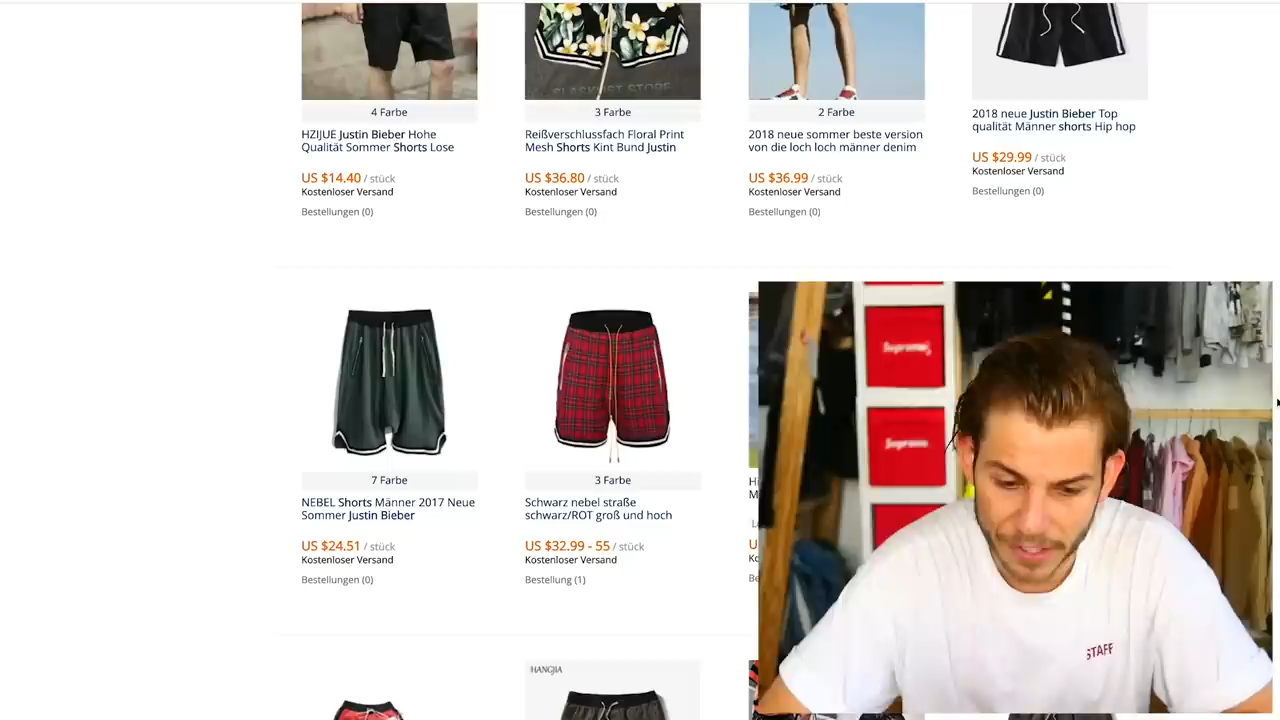 SLASKIST STORE
4 Farbe
3 Farbe
2 Farbe
HZIJUE Justin Bieber Hohe
Qualität Sommer Shorts Lose
Reißverschlussfach Floral Print
Mesh Shorts Kint Bund Justin
2018 neue sommer beste version
von die loch loch männer denim
2018 neue Justin Bieber Top
qualität Männer shorts Hip hop
US $14.40 / stück
Kostenloser Versand
Bestellungen (0)
US $36.80 / stück
Kostenloser Versand
Bestellungen (0)
US $36.99 / stück
Kostenloser Versand
Bestellungen (0)
US $29.99 / stück
Kostenloser Versand
Bestellungen (0)
7 Farbe
3 Farbe
NEBEL Shorts Männer 2017 Neue
Sommer Justin Bieber
Schwarz nebel straße
schwarz/ROT groß und hoch
US $24.51 / stück
Kostenloser Versand
Bestellungen (0)
US $32.99 - 55 / stück
Kostenloser Versand
Bestellung (1)
Supreme
Supreme
STAFF
HANGJIA